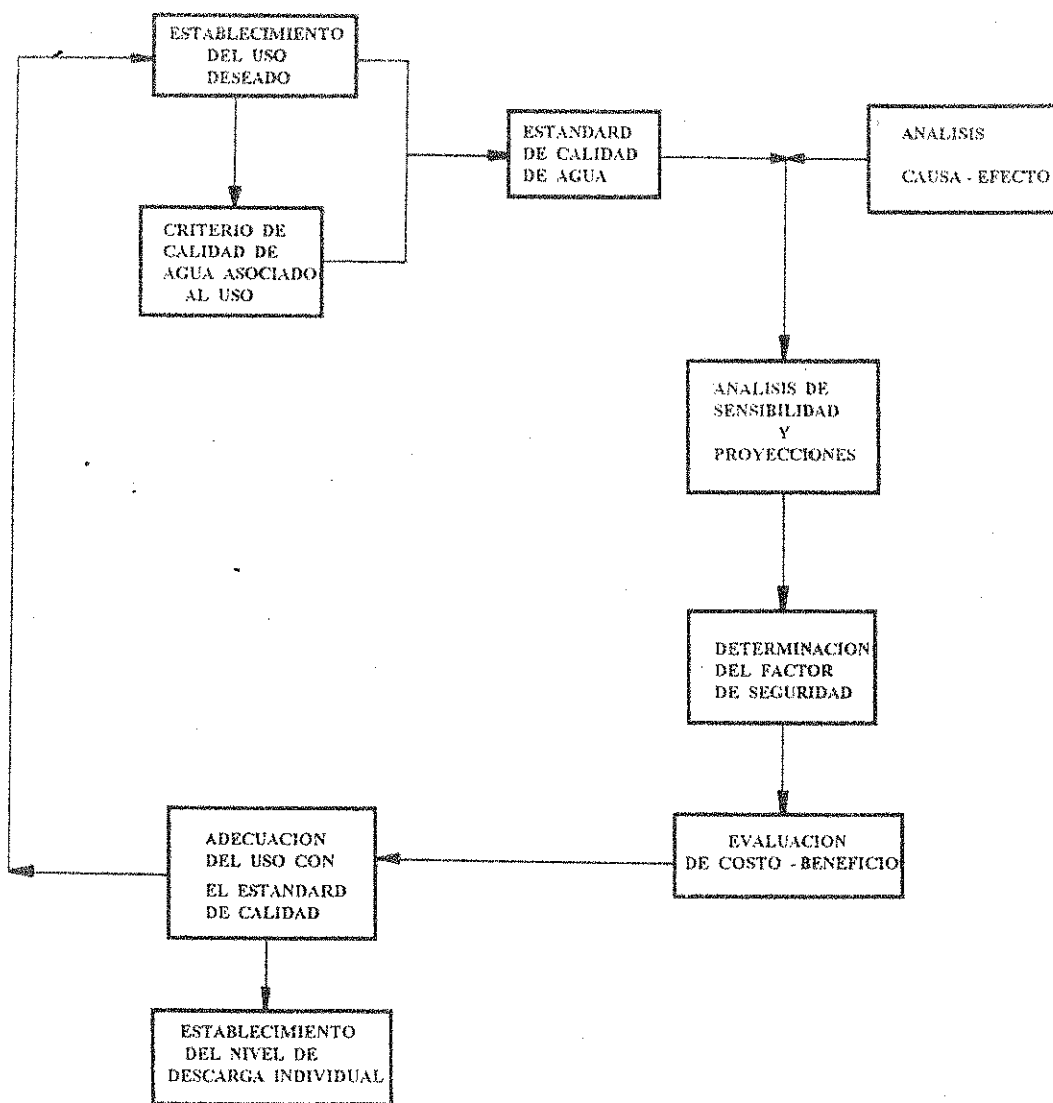 ESTABLECIMIENTO
DEL USO
DESEADO
CRITERIO DE
CALIDAD DE
AGUA ASOCIADO
AL USO
ESTANDARD
DE CALIDAD
DE AGUA
ANALISIS
CAUSA - EFECTO
ANALISIS DE
SENSIBILIDAD
Y
PROYECCIONES
DETERMINACION
DEL FACTOR
DE SEGURIDAD
EVALUACION
DE COSTO - BENEFICIO
ADECUACION
DEL USO CON
EL ESTANDARD
DE CALIDAD
ESTABLECIMIENTO
DEL NIVEL DE
DESCARGA INDIVIDUAL